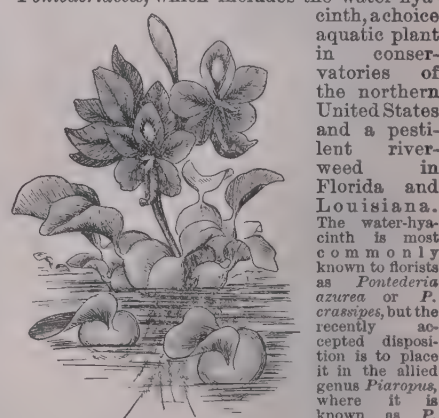 Pontederiaceæ, which includes the water-hya-
cinth, a choice
aquatic plant
in conser-
vatories of
the northern
United States
and a pesti-
lent river-
weed in
Florida and
Louisiana.
The water-hya-
cinth is most
commonly
known to florists
as Pontederia
azurea or P.
crassipes, but the
recently ac-
cepted disposi-
tion is to place
it in the allied
genus Piaropus,
where it is
known as P.